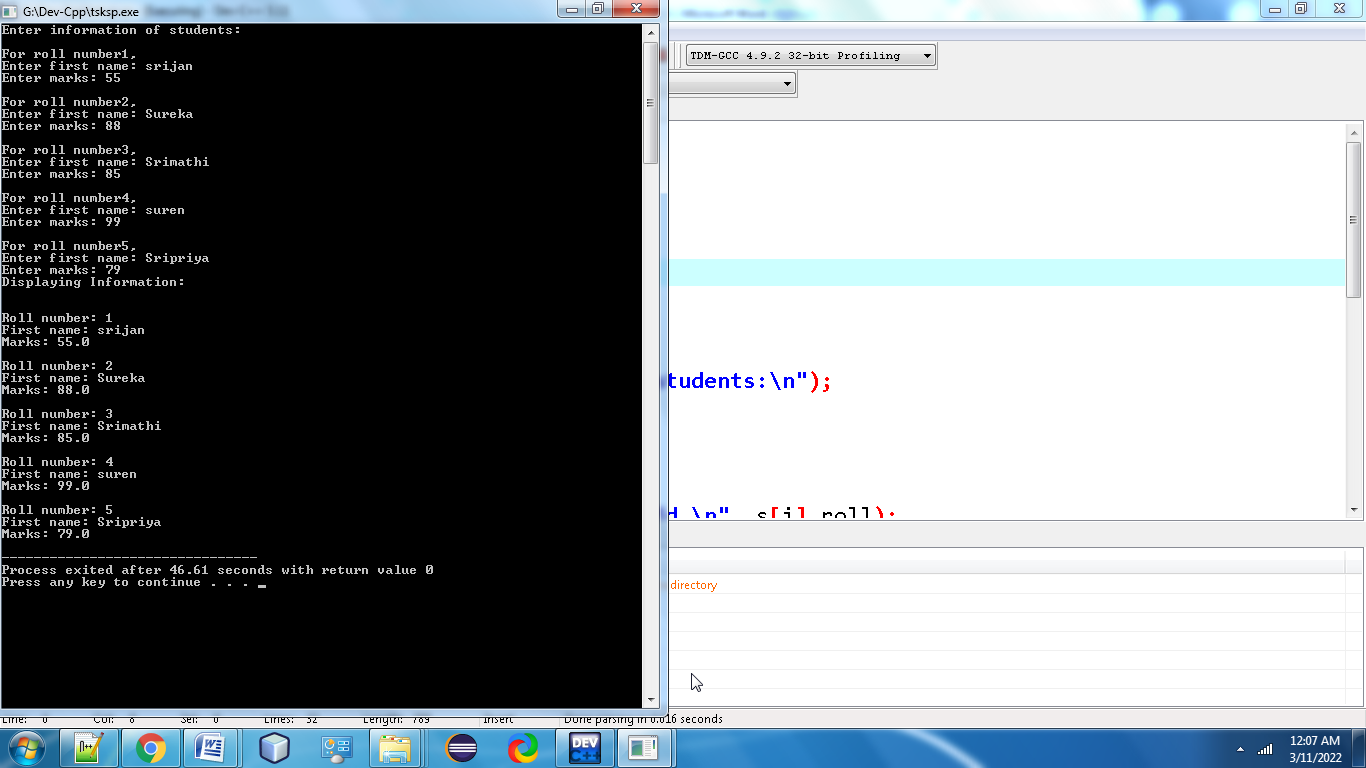 G:\Dev-Cpp\tsksp.exe
Enter information of students:
For roll number1,
Enter first name: srijan
Enter marks: 55
For roll number2,
Enter first name: Sureka
Enter marks: 88
For roll number3,
Enter first name: Srimathi
Enter marks: 85
For roll number4,
Enter first name: suren
Enter marks: 99
For roll number5,
Enter first name: Sripriya
Enter marks: 79
Displaying Information:
Roll number: 1
First name: srijan
Marks: 55.0
Roll number: 2
First name: Sureka
Marks: 88.0
Roll number: 3
First name: Srimathi
Marks: 85.0
Roll number: 4
First name: suren
Marks: 99.0
Roll number: 5
First name: Sripriya
Marks: 79.0
--------------------------------
Process exited after 46.61 seconds with return value 0
Press any key to continue . . . _
TDM-GCC 4.9.2 32-bit Profiling
tudents:\n");
d,\n", s[i].roll);
directory
Line: 6 Col: 8 Sel: 0 Lines: 32 Length: 789 Insert Done parsing in 0.016 seconds
n++
W
DEV
C++
12:07 AM
3/11/2022